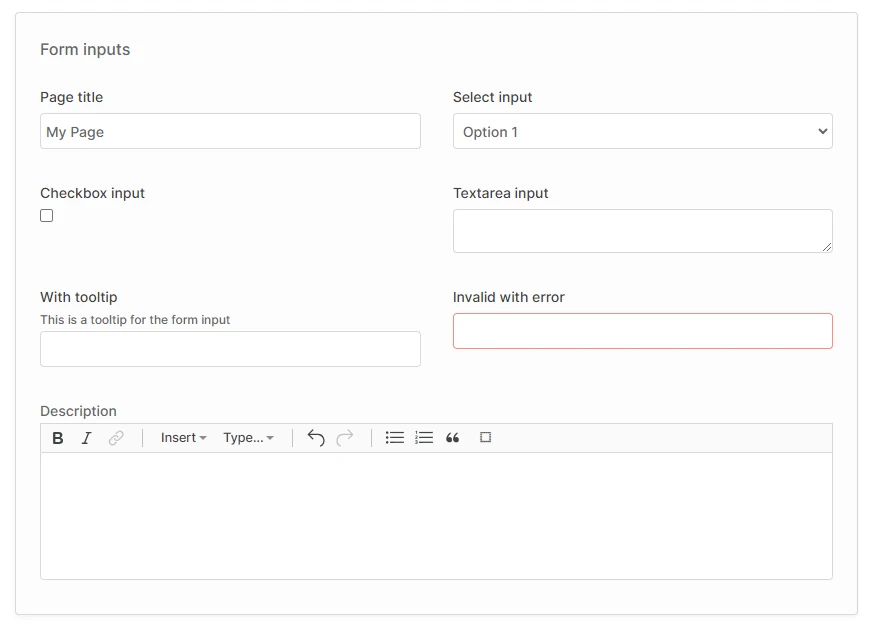 Form inputs
Page title
Select input
My Page
Option 1
Checkbox input
Textarea input
With tooltip
Invalid with error
This is a tooltip for the form input
Description
B I Insert Type...